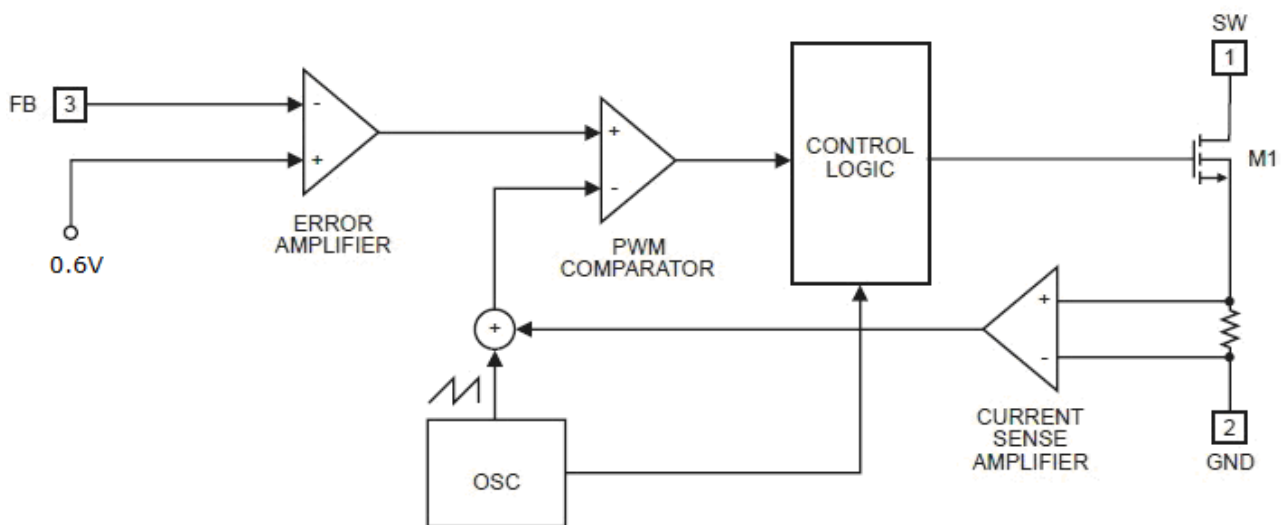 SW
1
FB
3
-
+
ERROR
AMPLIFIER
0.6V
+
-
PWM
COMPARATOR
CONTROL
LOGIC
M1
+
OSC
+
-
CURRENT
SENSE
AMPLIFIER
2
GND